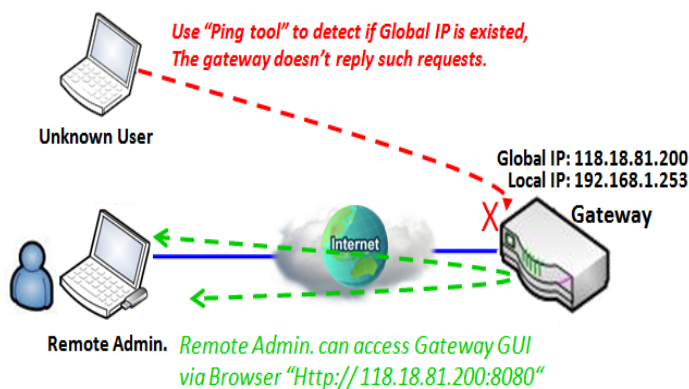 Use “Ping tool” to detect if Global IP is existed,
The gateway doesn’t reply such requests.
Unknown User
Global IP: 118.18.81.200
Local IP: 192.168.1.253
X
Gateway
Internet
Remote Admin.
Remote Admin. can access Gateway GUI
via Browser “Http:// 118.18.81.200:8080“